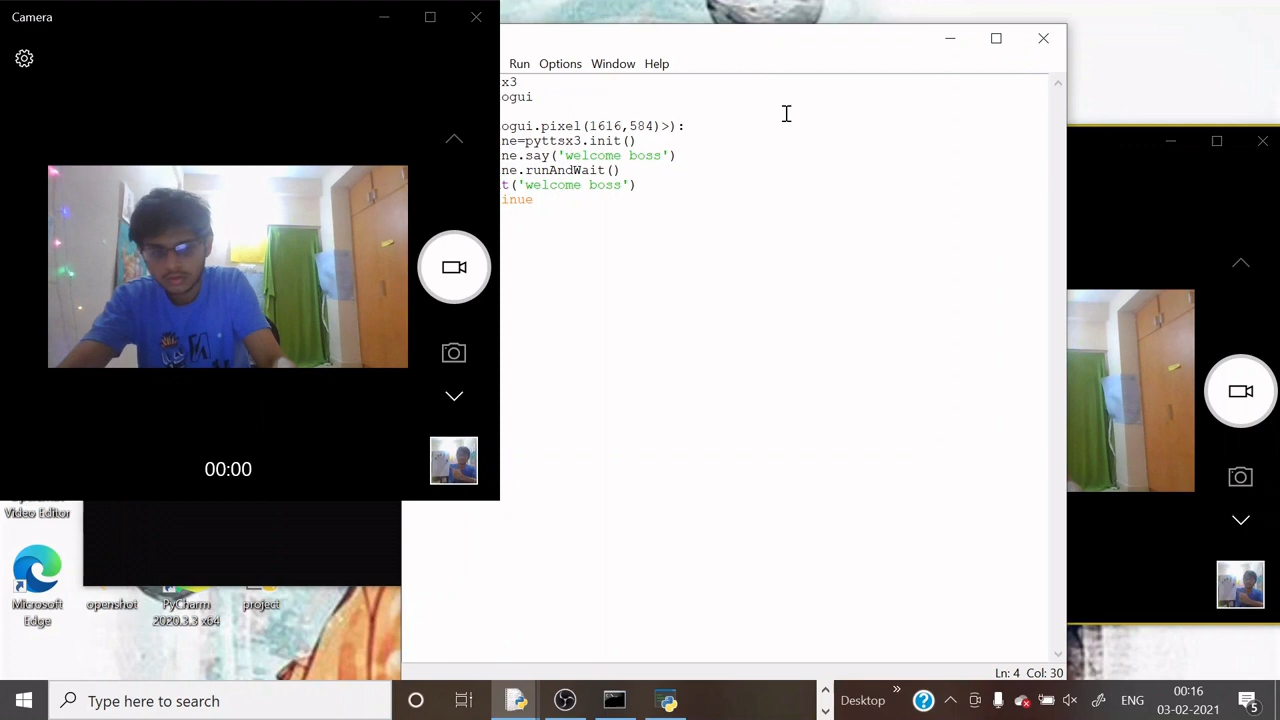 Camera
Run Options Window Help
x3
ogui
ogui.pixel(1616,584)>):
ne=pyttsx3.init()
ne.say('welcome boss')
ne.runAndWait()
t('welcome boss')
inue
00:00
Video Editor
Microsoft
Edge
openshot
PyCharm
2020.3.3 x64
project
Ln: 4 Col: 30
Type here to search
Desktop
ENG
00:16
03-02-2021
5